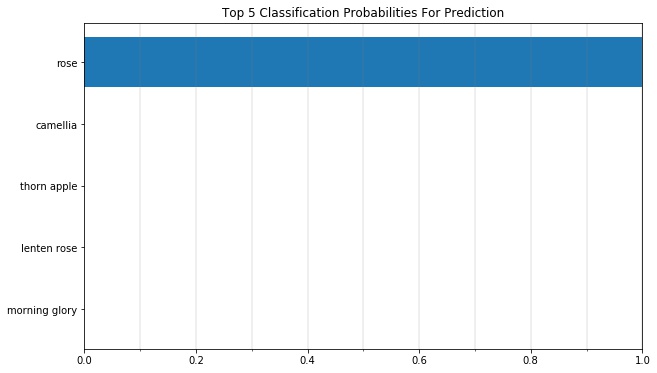 Top 5 Classification Probabilities For Prediction
rose
camellia
thorn apple
lenten rose
morning glory
0.0 0.2 0.4 0.6 0.8 1.0